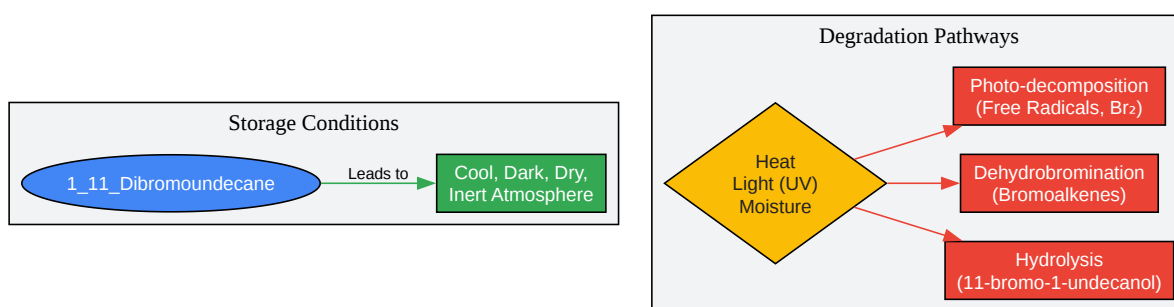 Storage Conditions
1_11_Dibromoundecane
Leads to
Cool, Dark, Dry,
Inert Atmosphere
Degradation Pathways
Heat
Light (UV)
Moisture
Photo-decomposition
(Free Radicals, Br₂)
Dehydrobromination
(Bromoalkenes)
Hydrolysis
(11-bromo-1-undecanol)